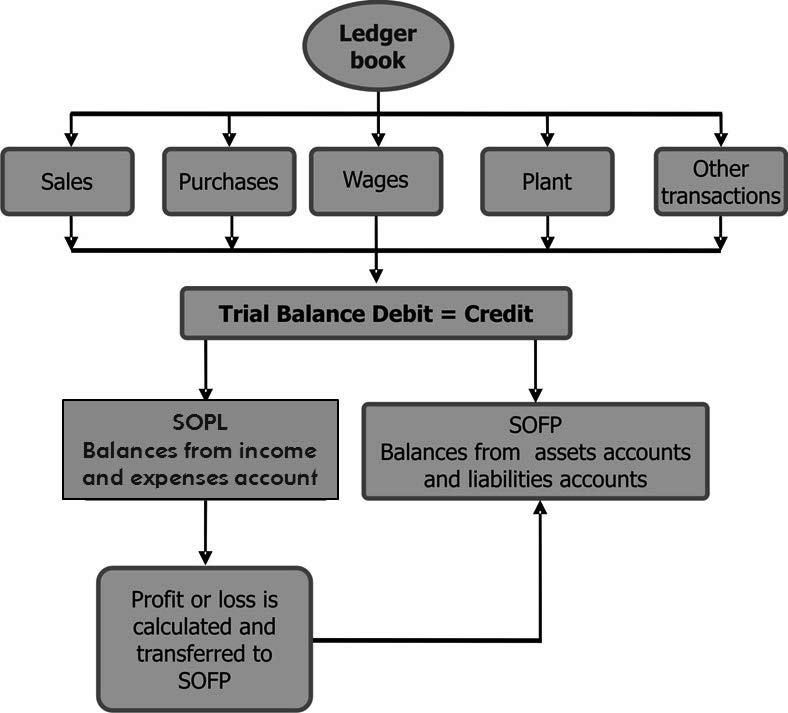 Ledger
book
Sales
Purchases
Wages
Plant
Other
transactions
Trial Balance Debit = Credit
SOPL
Balances from income
and expenses account
SOFP
Balances from assets accounts
and liabilities accounts
Profit or loss is
calculated and
transferred to
SOFP